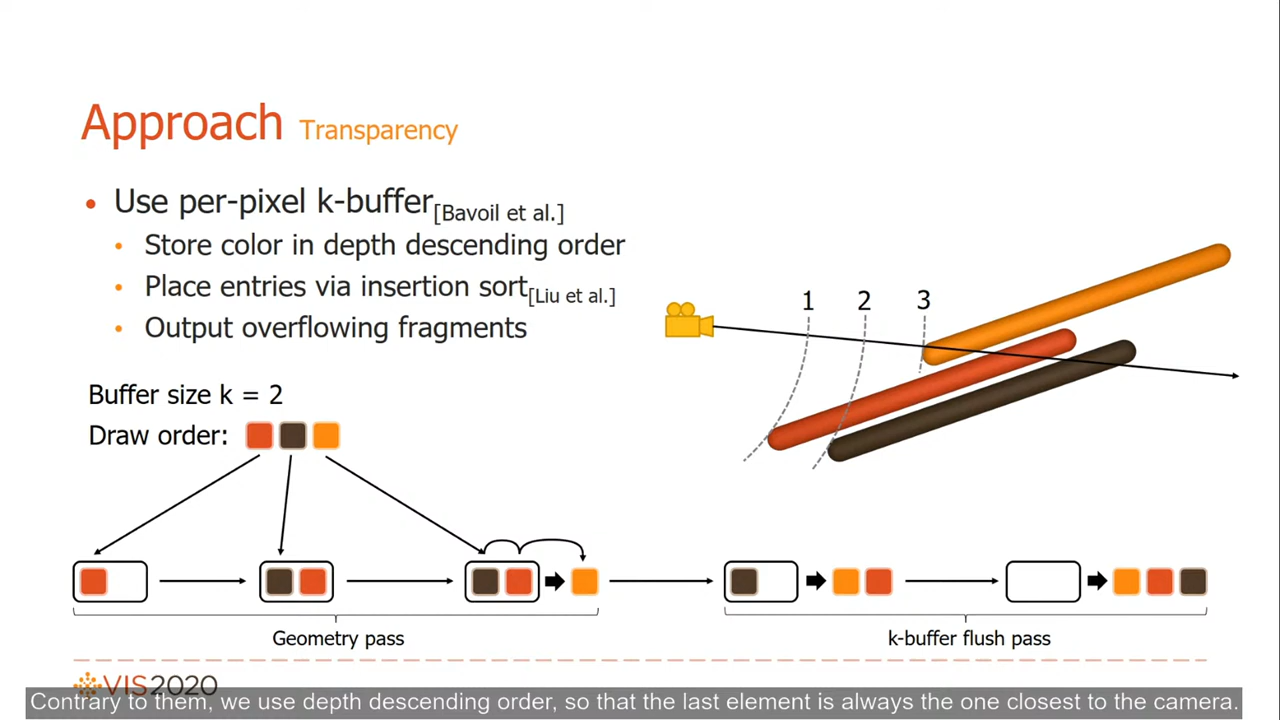 Approach Transparency
• Use per-pixel k-buffer[Bavoil et al.]
• Store color in depth descending order
• Place entries via insertion sort[Liu et al.]
• Output overflowing fragments
1 2 3
Buffer size k = 2
Draw order:
Geometry pass
k-buffer flush pass
VIS2020
Contrary to them, we use depth descending order, so that the last element is always the one closest to the camera.